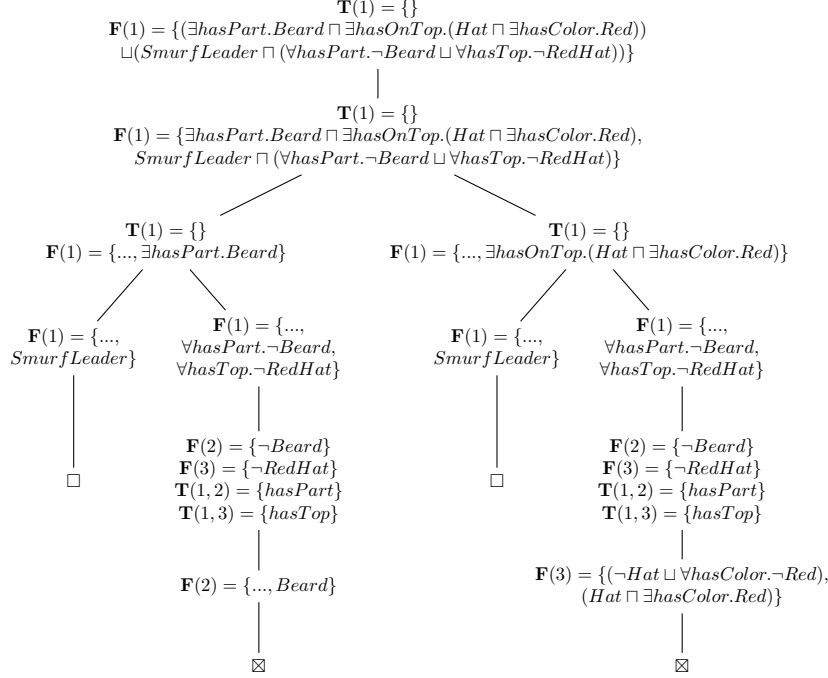 T(1) = {}
F(1) = {(∃hasPart.Beard ⊓ ∃hasOnTop.(Hat ⊓ ∃hasColor.Red))
⊔(SmurfLeader ⊓ (∀hasPart.¬Beard ⊔ ∀hasTop.¬RedHat))}
T(1) = {}
F(1) = {∃hasPart.Beard ⊓ ∃hasOnTop.(Hat ⊓ ∃hasColor.Red),
SmurfLeader ⊓ (∀hasPart.¬Beard ⊔ ∀hasTop.¬RedHat)}
T(1) = {}
F(1) = {..., ∃hasPart.Beard}
T(1) = {}
F(1) = {..., ∃hasOnTop.(Hat ⊓ ∃hasColor.Red)}
F(1) = {...,
SmurfLeader}
F(1) = {...,
∀hasPart.¬Beard,
∀hasTop.¬RedHat}
F(1) = {...,
SmurfLeader}
F(1) = {...,
∀hasPart.¬Beard,
∀hasTop.¬RedHat}
F(2) = {¬Beard}
F(3) = {¬RedHat}
T(1, 2) = {hasPart}
T(1, 3) = {hasTop}
F(2) = {¬Beard}
F(3) = {¬RedHat}
T(1, 2) = {hasPart}
T(1, 3) = {hasTop}
□
□
F(2) = {..., Beard}
F(3) = {(¬Hat ⊔ ∀hasColor.¬Red),
(Hat ⊓ ∃hasColor.Red)}
⊠
⊠